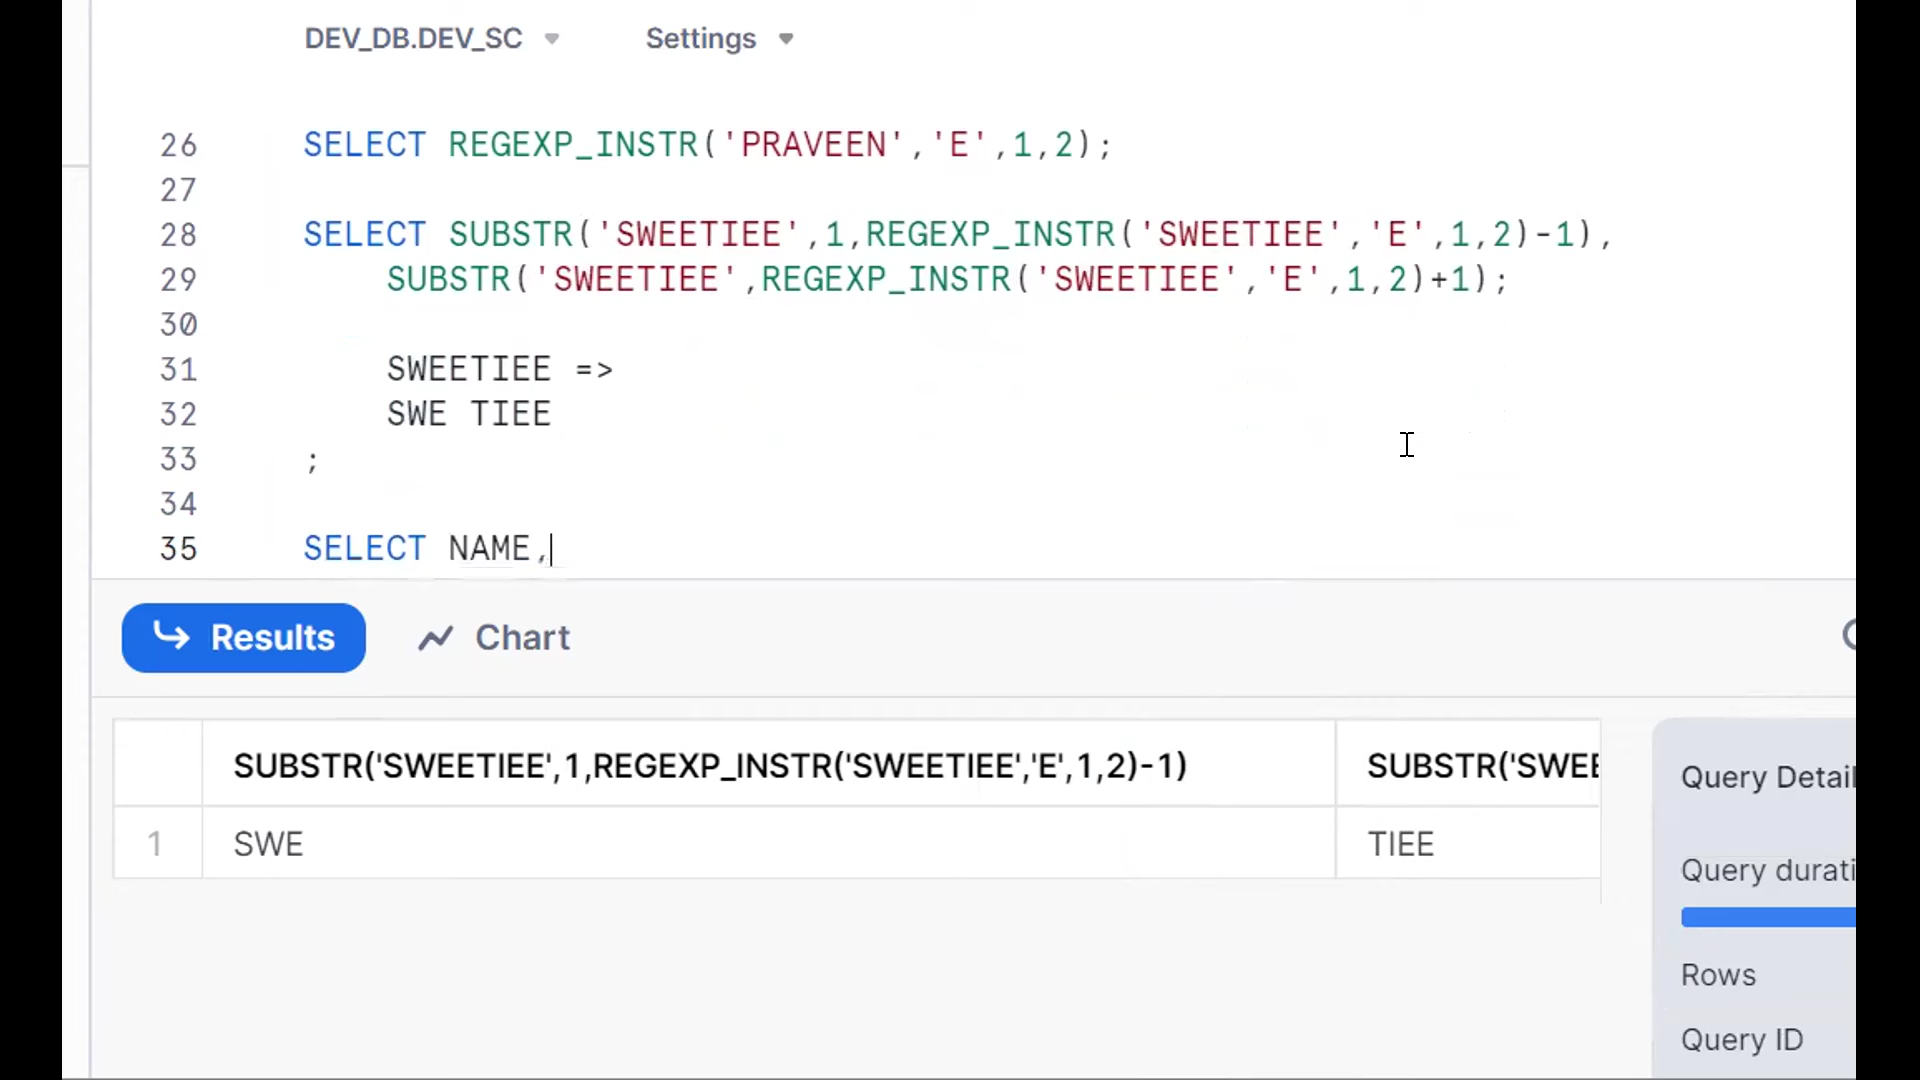 DEV_DB.DEV_SC Settings
26 SELECT REGEXP_INSTR('PRAVEEN','E',1,2);
27
28 SELECT SUBSTR('SWEETIEE',1,REGEXP_INSTR('SWEETIEE','E',1,2)-1),
29 SUBSTR('SWEETIEE',REGEXP_INSTR('SWEETIEE','E',1,2)+1);
30
31 SWEETIEE =>
32 SWE TIEE
33 ;
34
35 SELECT NAME,
Results Chart
SUBSTR('SWEETIEE',1,REGEXP_INSTR('SWEETIEE','E',1,2)-1) SUBSTR('SWEE
1 SWE TIEE
Query Detail
Query durati
Rows
Query ID